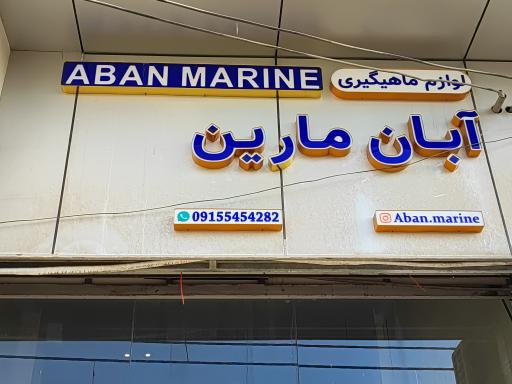 ABAN MARINE
لوازم ماهیگیری
آبان مارین
09155454282
Aban.marine